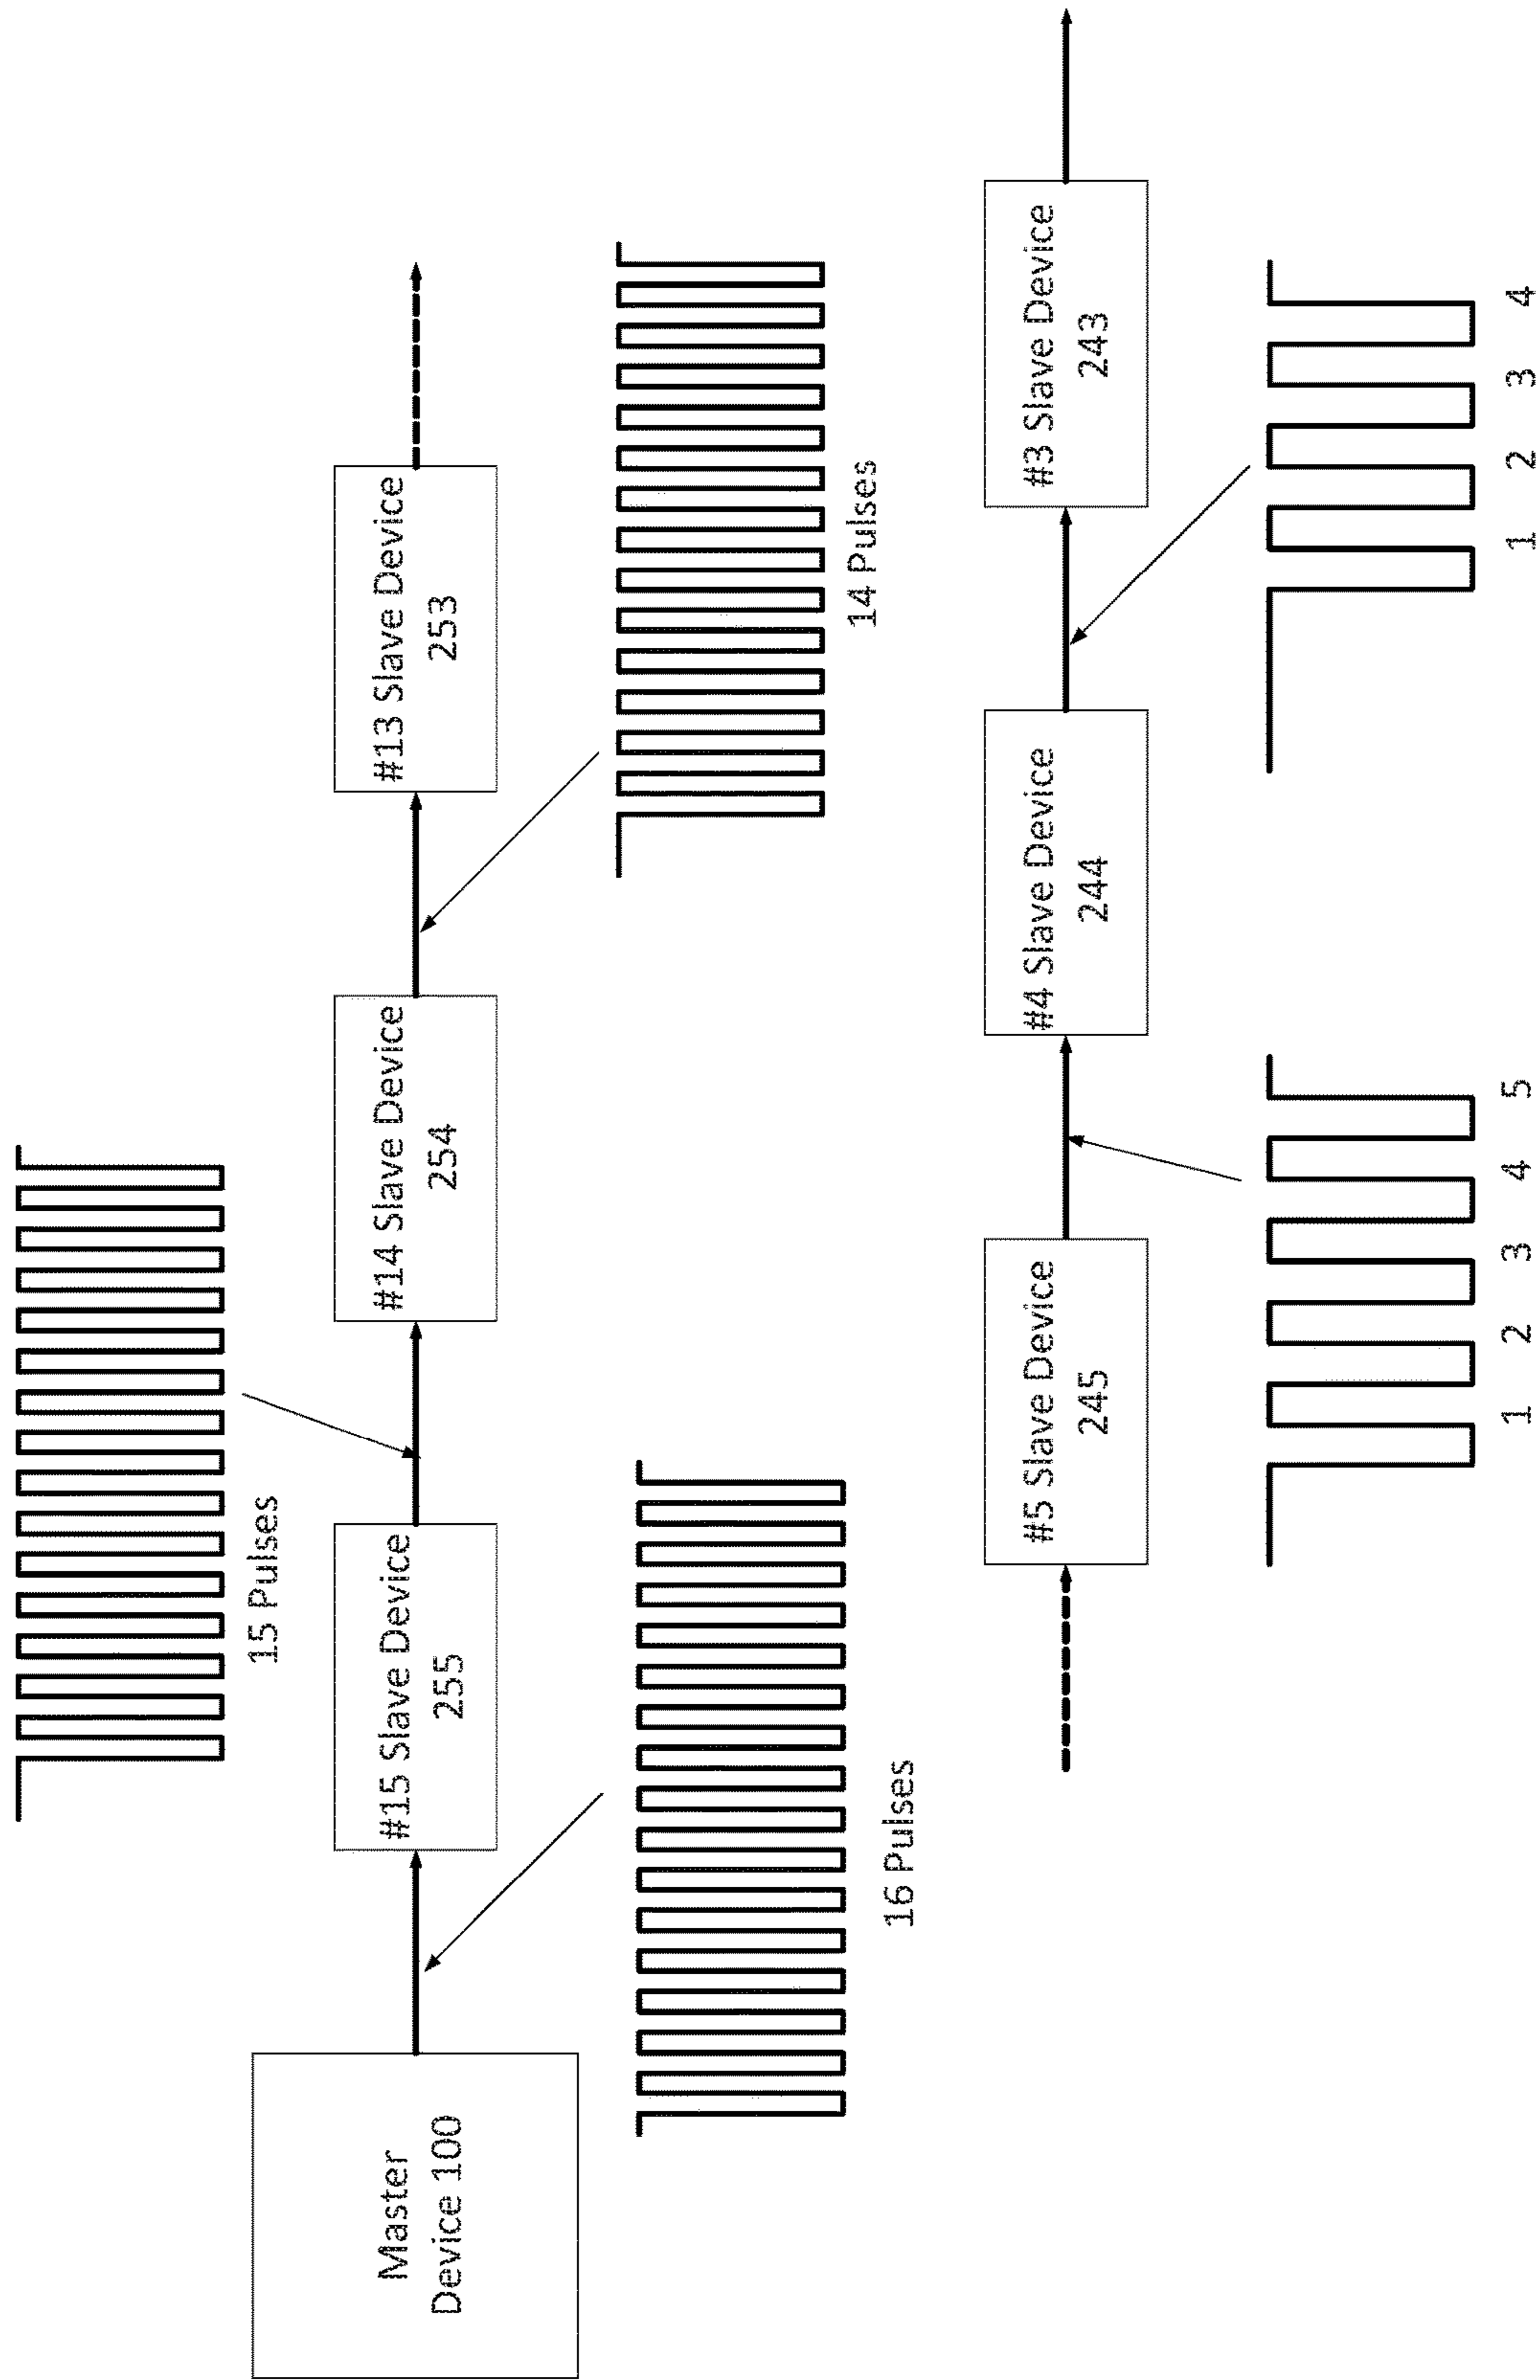 15 Pulses
Master
Device 100
#15 Slave Device
255
#14 Slave Device
254
#13 Slave Device
253
16 Pulses
14 Pulses
#5 Slave Device
245
#4 Slave Device
244
#3 Slave Device
243
1 2 3 4 5
1 2 3 4